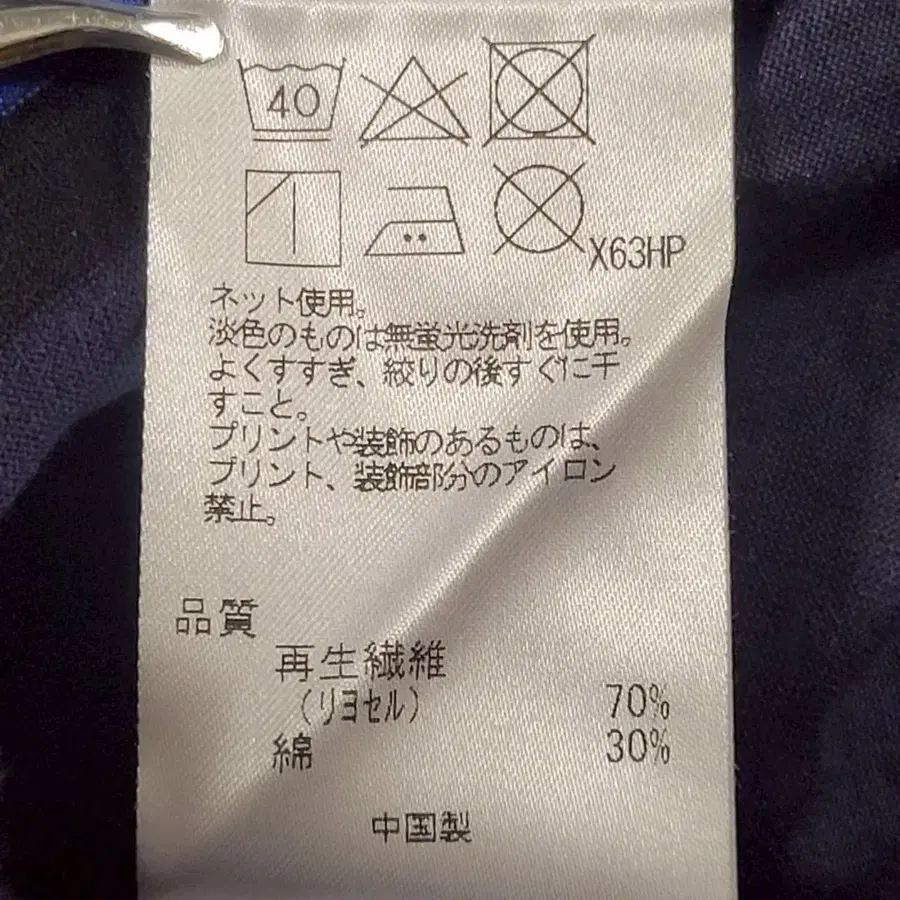 40
X63HP
ネット使用。
淡色のものは無蛍光洗剤を使用。
よくすすぎ、絞りの後すぐに干
すこと。
プリントや装飾のあるものは、
プリント、装飾部分のアイロン
禁止。
品質
再生繊維
（リヨセル） 70%
綿 30%
中国製